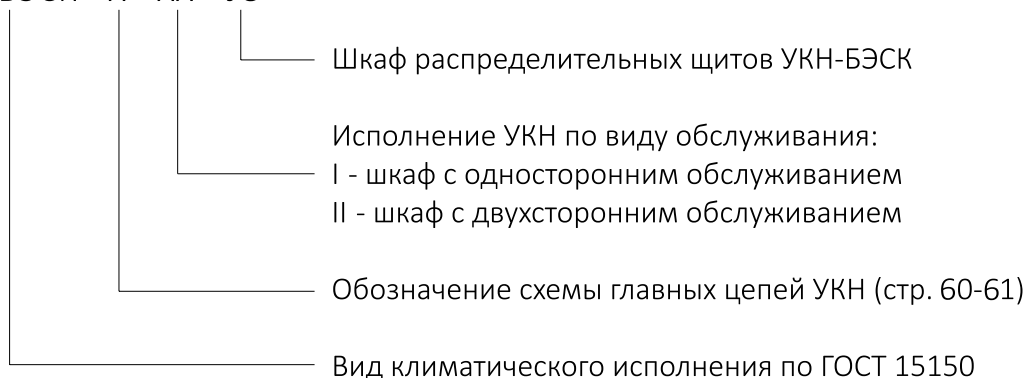 Шкаф распределительных щитов УКН-БЭСК
Исполнение УКН по виду обслуживания:
I - шкаф с односторонним обслуживанием
II - шкаф с двухсторонним обслуживанием
Обозначение схемы главных цепей УКН (стр. 60-61)
Вид климатического исполнения по ГОСТ 15150